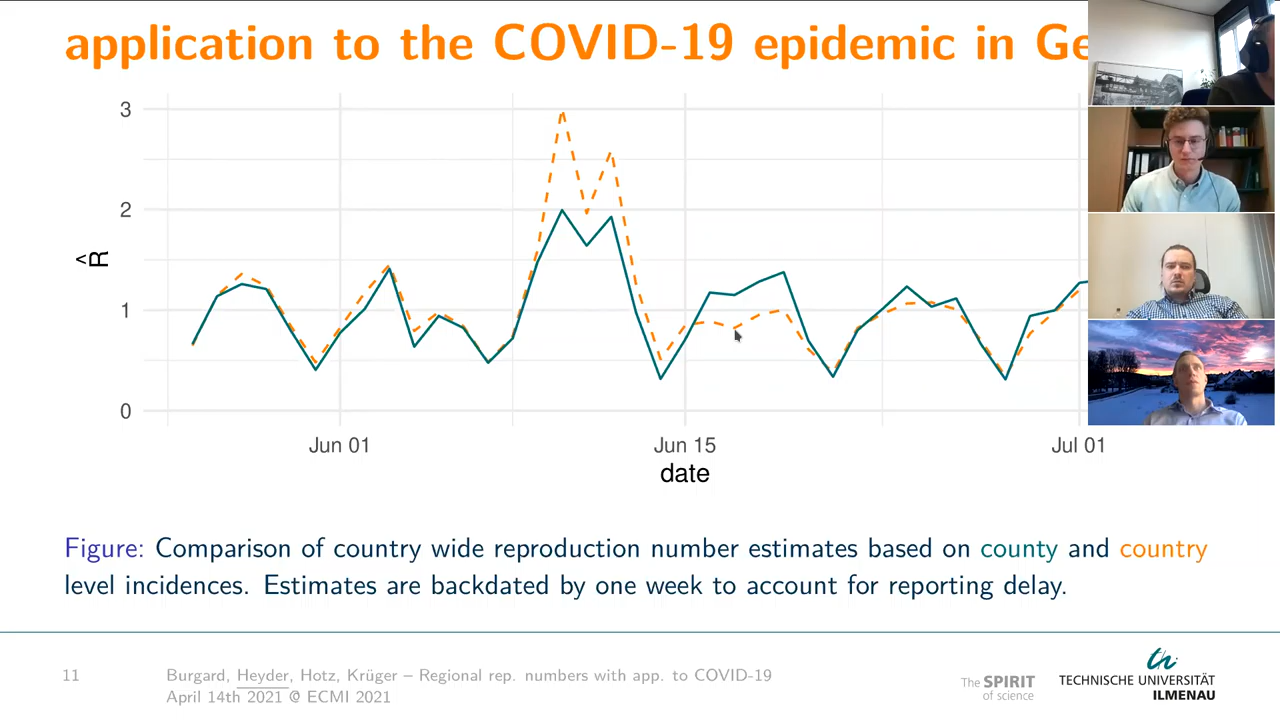 application to the COVID-19 epidemic in Ge
3
2
1
0
R̂
Jun 01
Jun 15
Jul 01
date
Figure: Comparison of country wide reproduction number estimates based on county and country
level incidences. Estimates are backdated by one week to account for reporting delay.
11
Burgard, Heyder, Hotz, Krüger – Regional rep. numbers with app. to COVID-19
April 14th 2021 @ ECMI 2021
The SPIRIT
of science
th
TECHNISCHE UNIVERSITÄT
ILMENAU